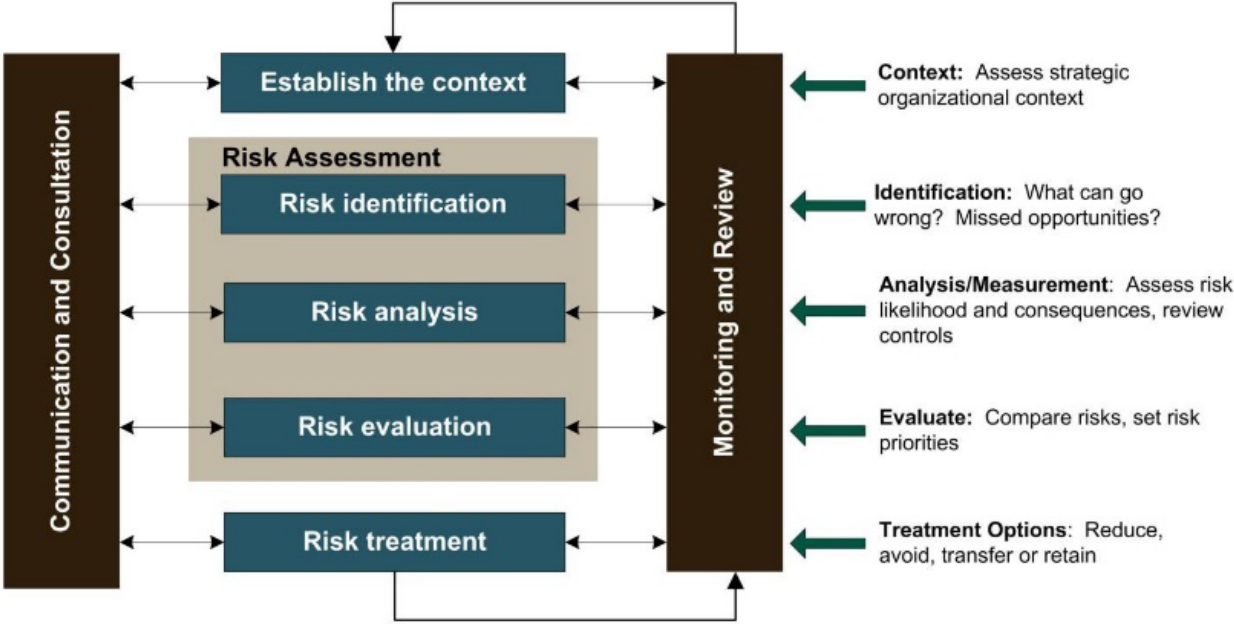 Communication and Consultation
Establish the context
Risk Assessment
Risk identification
Risk analysis
Risk evaluation
Risk treatment
Monitoring and Review
Context: Assess strategic
organizational context
Identification: What can go
wrong? Missed opportunities?
Analysis/Measurement: Assess risk
likelihood and consequences, review
controls
Evaluate: Compare risks, set risk
priorities
Treatment Options: Reduce,
avoid, transfer or retain